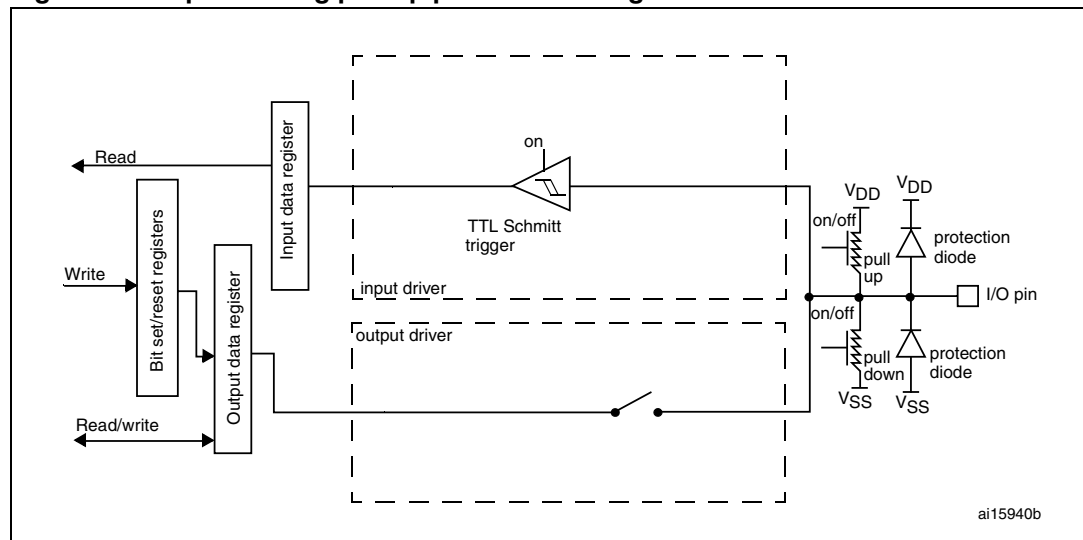 on
Read
Input data register
TTL Schmitt
trigger
input driver
Write
Bit set/reset registers
Output data register
Read/write
output driver
VDD
VDD
on/off
pull
up
protection
diode
I/O pin
on/off
pull
down
protection
diode
VSS
VSS
ai15940b